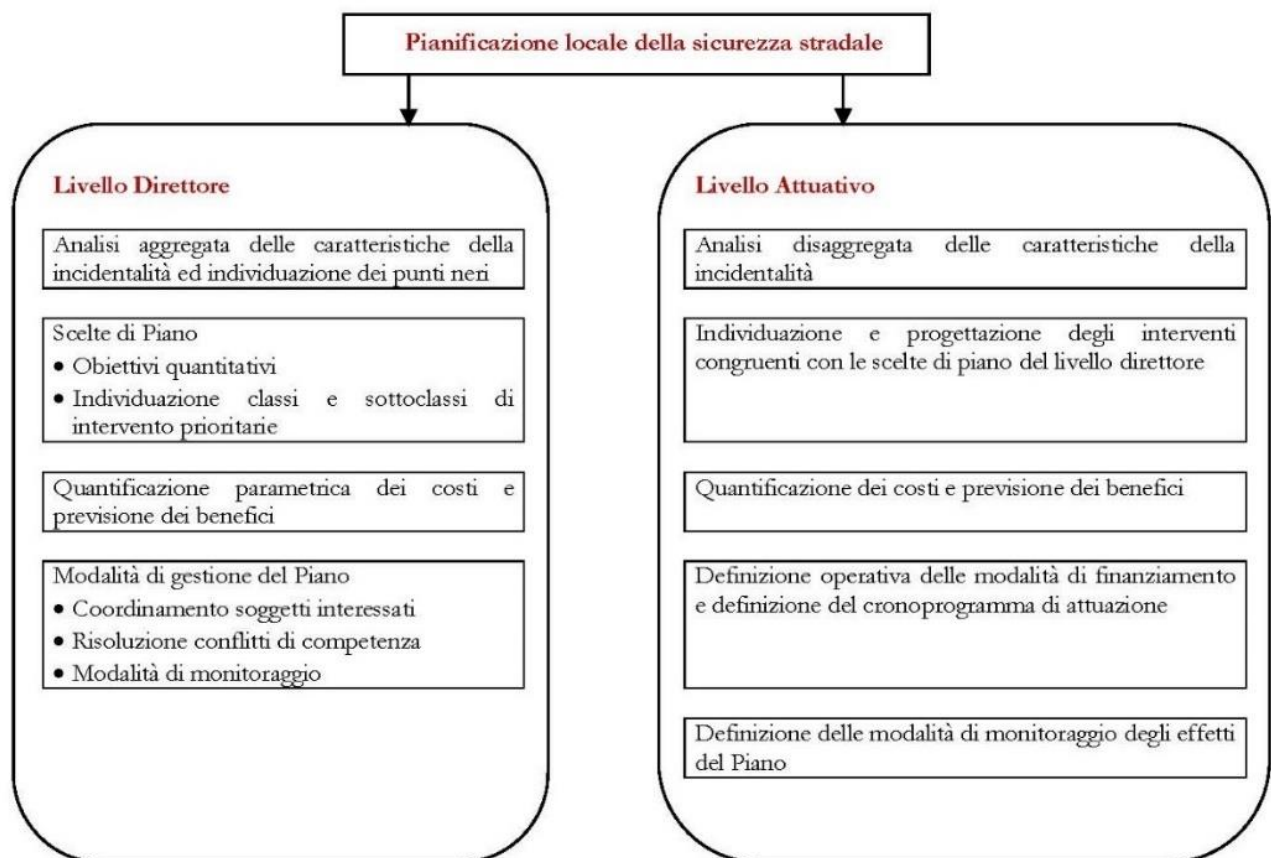 Pianificazione locale della sicurezza stradale
Livello Direttore
Analisi aggregata delle caratteristiche della
incidentalità ed individuazione dei punti neri
Scelte di Piano
• Obiettivi quantitativi
• Individuazione classi e sottoclassi di
intervento prioritarie
Quantificazione parametrica dei costi e
previsione dei benefici
Modalità di gestione del Piano
• Coordinamento soggetti interessati
• Risoluzione conflitti di competenza
• Modalità di monitoraggio
Livello Attuativo
Analisi disaggregata delle caratteristiche della
incidentalità
Individuazione e progettazione degli interventi
congruenti con le scelte di piano del livello direttore
Quantificazione dei costi e previsione dei benefici
Definizione operativa delle modalità di finanziamento
e definizione del cronoprogramma di attuazione
Definizione delle modalità di monitoraggio degli effetti
del Piano